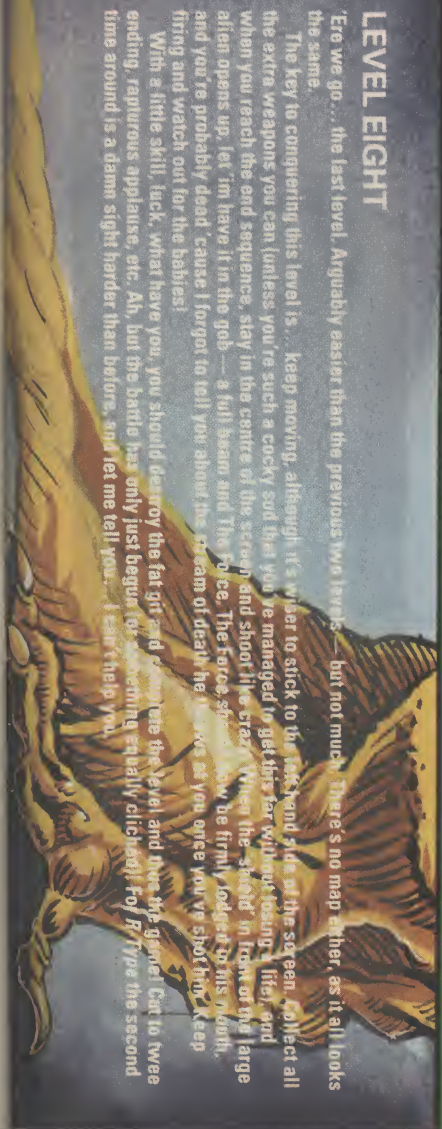 LEVEL EIGHT
'Ere we go... the last level. Arguably easier than the previous two levels — but not much. There's no map either, as it all looks
the same.
The key to conquering this level is... keep moving, although it's to stick to the left hand side of the screen. Collect all
the extra weapons you can (unless you're such a cocky sod that you've managed to get this far without losing a life) and
when you reach the end sequence, stay in the centre of the screen and shoot like crazy. When the 'shield' in front of the large
alien opens up, let 'im have it in the gob — a full beam and The Force. The Force should be firmly lodged in his mouth,
and you're probably dead 'cause I forgot to tell you about the stream of death he throws at you once you've shot him. Keep
firing and watch out for the babies!
With a little skill, luck, what have you, you should destroy the fat git and complete the level and thus the game! Cut to twee
ending, rapturous applause, etc. Ah, but the battle has only just begun (or something equally clichéd). For R-Type the second
time around is a damn sight harder than before, and let me tell you... I can't help you!